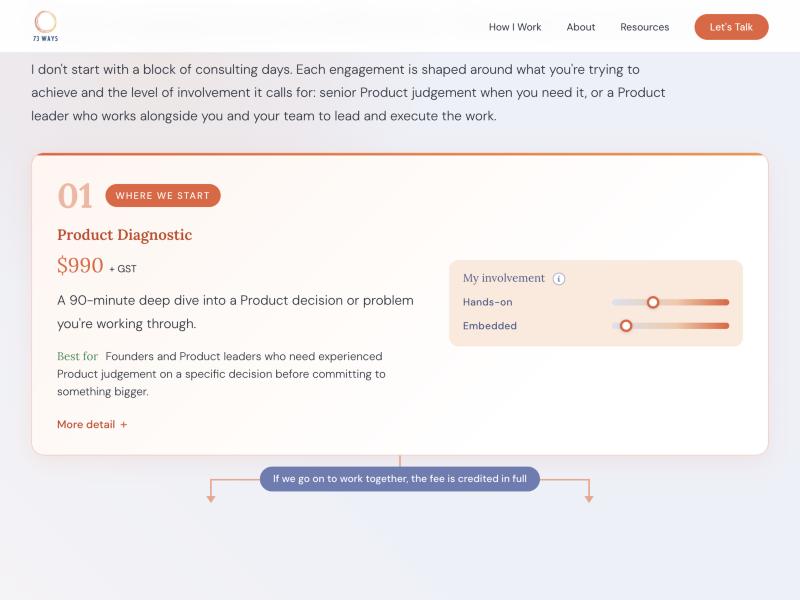 73 WAYS
How I Work
About
Resources
Let's Talk
I don't start with a block of consulting days. Each engagement is shaped around what you're trying to
achieve and the level of involvement it calls for: senior Product judgement when you need it, or a Product
leader who works alongside you and your team to lead and execute the work.
01
WHERE WE START
Product Diagnostic
$990 + GST
A 90-minute deep dive into a Product decision or problem
you're working through.
Best for Founders and Product leaders who need experienced
Product judgement on a specific decision before committing to
something bigger.
More detail +
My involvement i
Hands-on
Embedded
If we go on to work together, the fee is credited in full